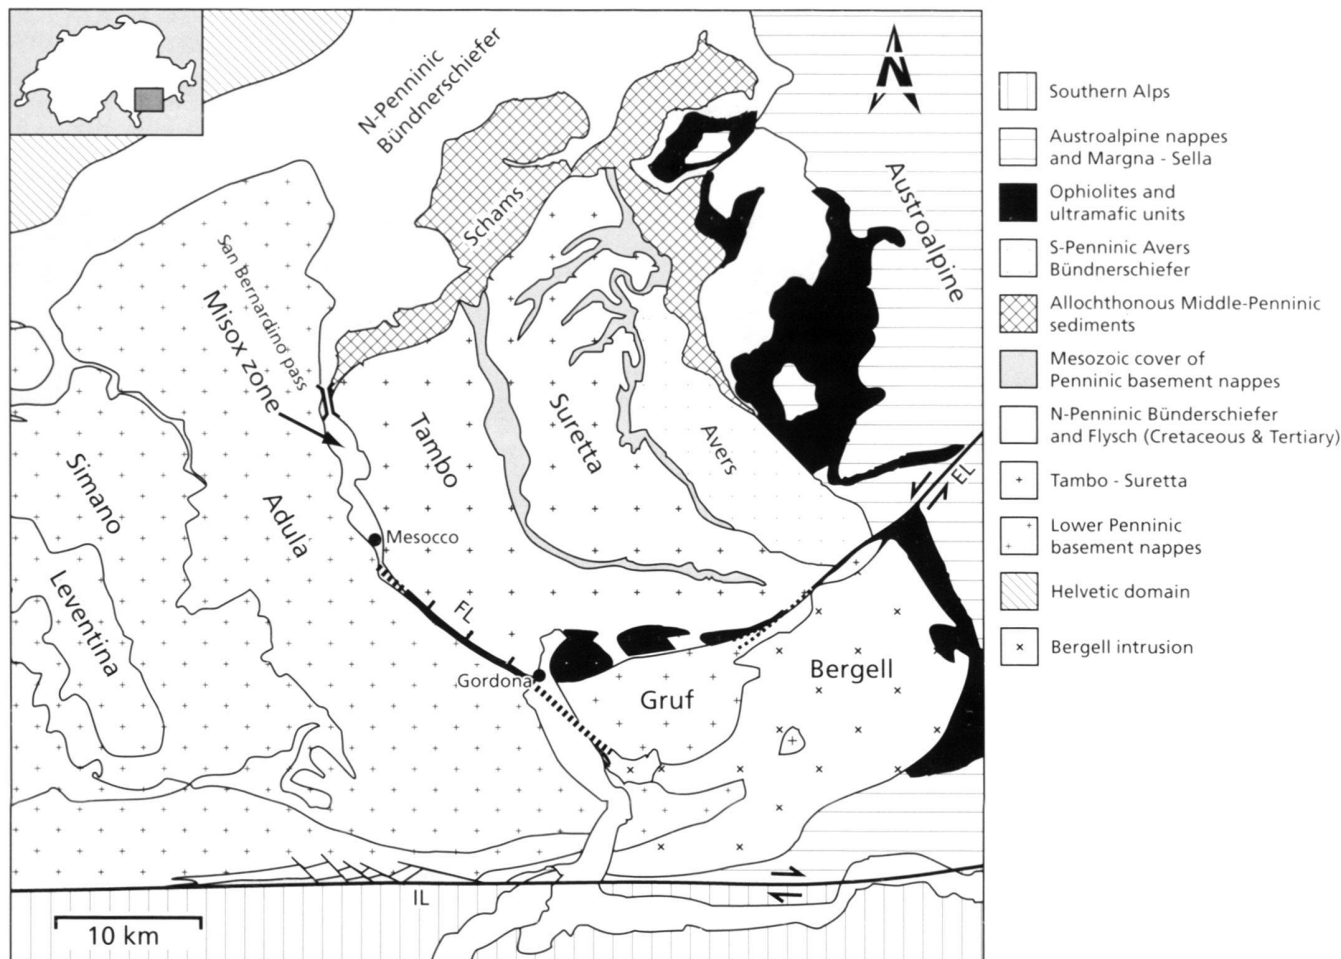 N-Penninic
Bündnerschiefer
N
Schams
Austroalpine
San Bernardino pass
Misox zone
Tambo
Suretta
Avers
Simano
Adula
Mesocco
Leventina
FL
EL
Gordona
Gruf
Bergell
IL
10 km
Southern Alps
Austroalpine nappes
and Margna - Sella
Ophiolites and
ultramafic units
S-Penninic Avers
Bündnerschiefer
Allochthonous Middle-Penninic
sediments
Mesozoic cover of
Penninic basement nappes
N-Penninic Bünderschiefer
and Flysch (Cretaceous & Tertiary)
Tambo - Suretta
Lower Penninic
basement nappes
Helvetic domain
Bergell intrusion